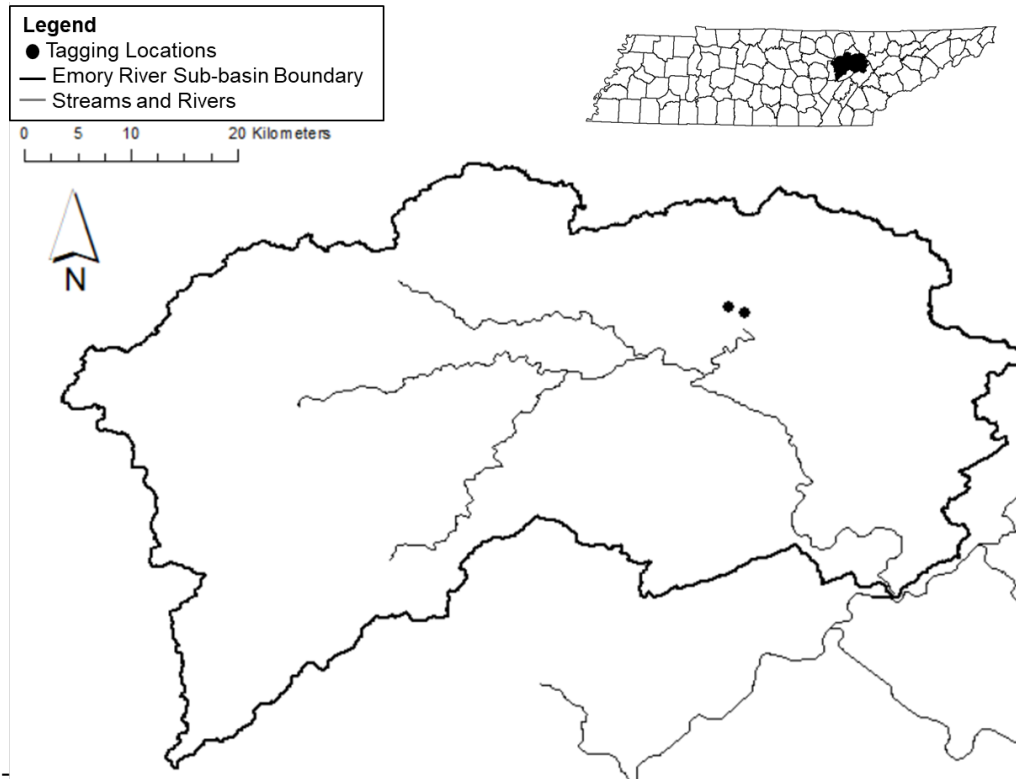 Legend
Tagging Locations
Emory River Sub-basin Boundary
Streams and Rivers
0 5 10 20 Kilometers
N